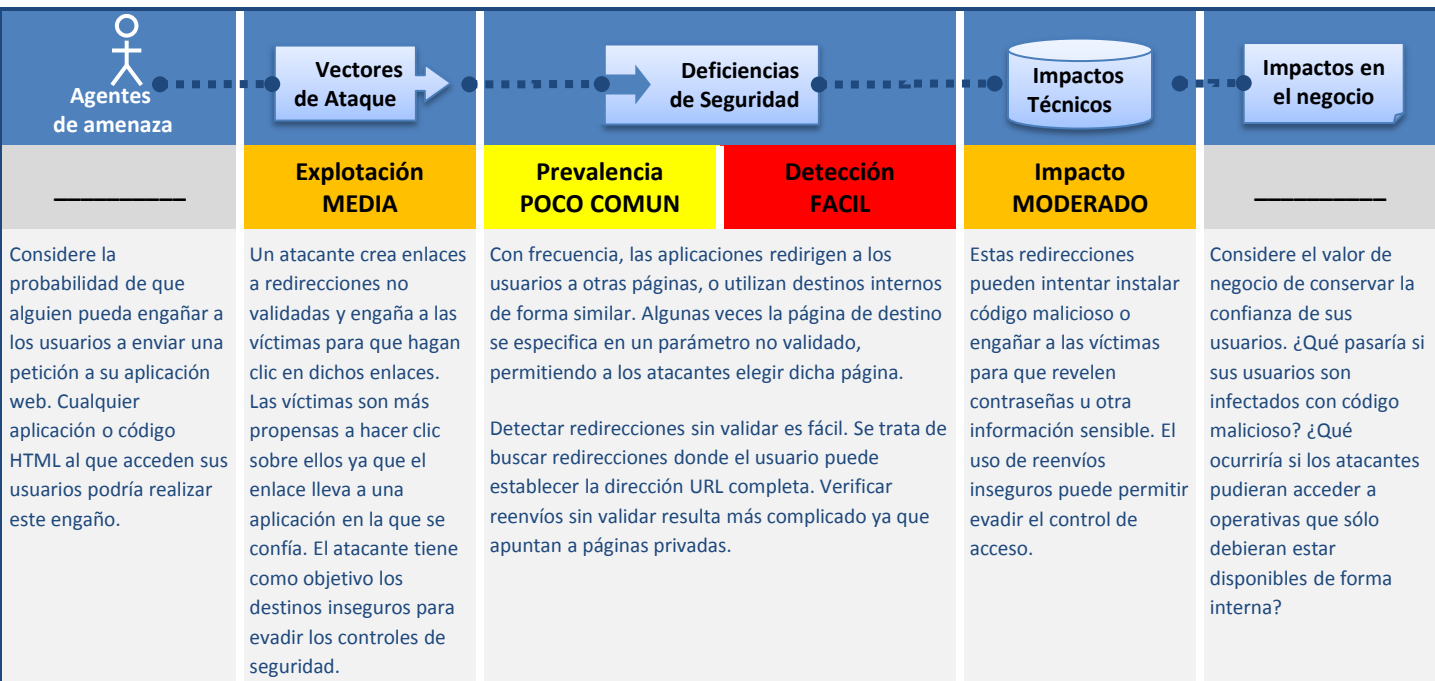 Agentes
de amenaza
Vectores
de Ataque
Deficiencias
de Seguridad
Impactos
Técnicos
Impactos en
el negocio
__________
Explotación
MEDIA
Prevalencia
POCO COMUN
Detección
FACIL
Impacto
MODERADO
__________
Considere la
probabilidad de que
alguien pueda engañar a
los usuarios a enviar una
petición a su aplicación
web. Cualquier
aplicación o código
HTML al que acceden sus
usuarios podría realizar
este engaño.
Un atacante crea enlaces
a redirecciones no
validadas y engaña a las
víctimas para que hagan
clic en dichos enlaces.
Las víctimas son más
propensas a hacer clic
sobre ellos ya que el
enlace lleva a una
aplicación en la que se
confía. El atacante tiene
como objetivo los
destinos inseguros para
evadir los controles de
seguridad.
Con frecuencia, las aplicaciones redirigen a los
usuarios a otras páginas, o utilizan destinos internos
de forma similar. Algunas veces la página de destino
se especifica en un parámetro no validado,
permitiendo a los atacantes elegir dicha página.
Detectar redirecciones sin validar es fácil. Se trata de
buscar redirecciones donde el usuario puede
establecer la dirección URL completa. Verificar
reenvíos sin validar resulta más complicado ya que
apuntan a páginas privadas.
Estas redirecciones
pueden intentar instalar
código malicioso o
engañar a las víctimas
para que revelen
contraseñas u otra
información sensible. El
uso de reenvíos
inseguros puede permitir
evadir el control de
acceso.
Considere el valor de
negocio de conservar la
confianza de sus
usuarios. ¿Qué pasaría si
sus usuarios son
infectados con código
malicioso? ¿Qué
ocurriría si los atacantes
pudieran acceder a
operativas que sólo
debieran estar
disponibles de forma
interna?